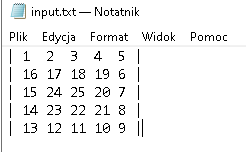 input.txt — Notatnik
Plik Edycja Format Widok Pomoc
| 1 2 3 4 5 |
| 16 17 18 19 6 |
| 15 24 25 20 7 |
| 14 23 22 21 8 |
| 13 12 11 10 9 |